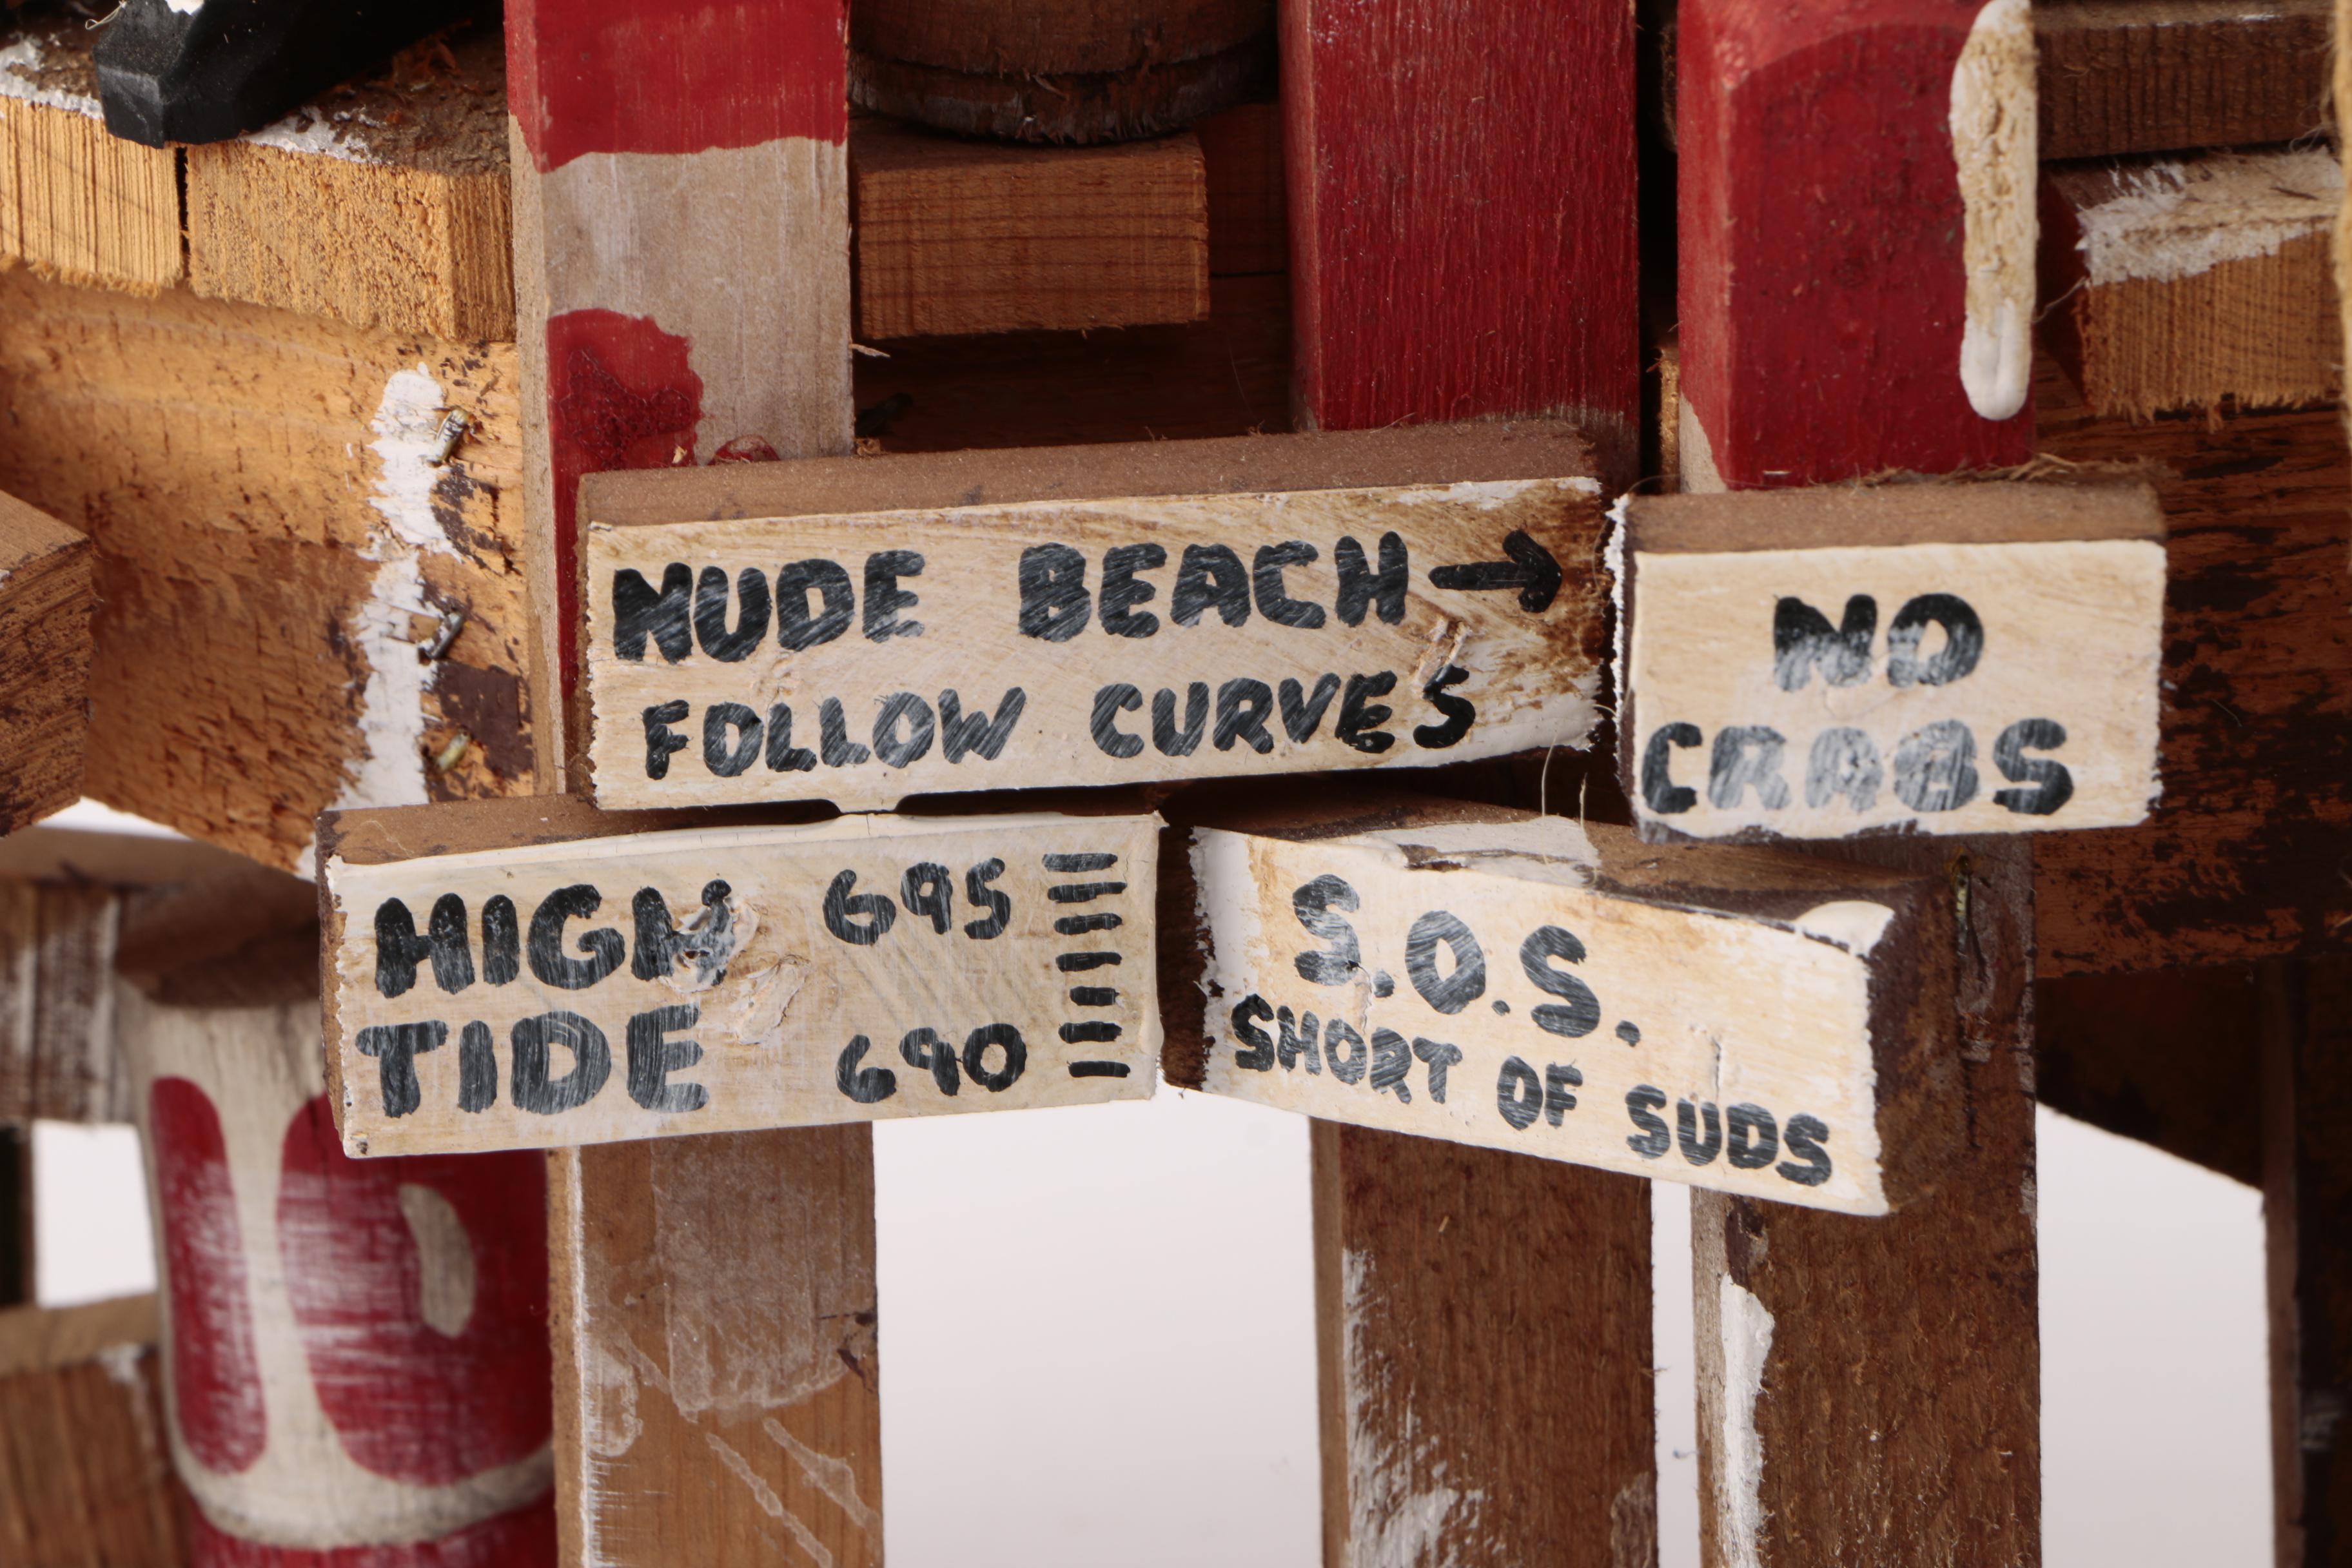 NUDE BEACH →
FOLLOW CURVES
NO
CRABS
HIGH
TIDE
695
690
S.O.S.
SHORT OF SUDS